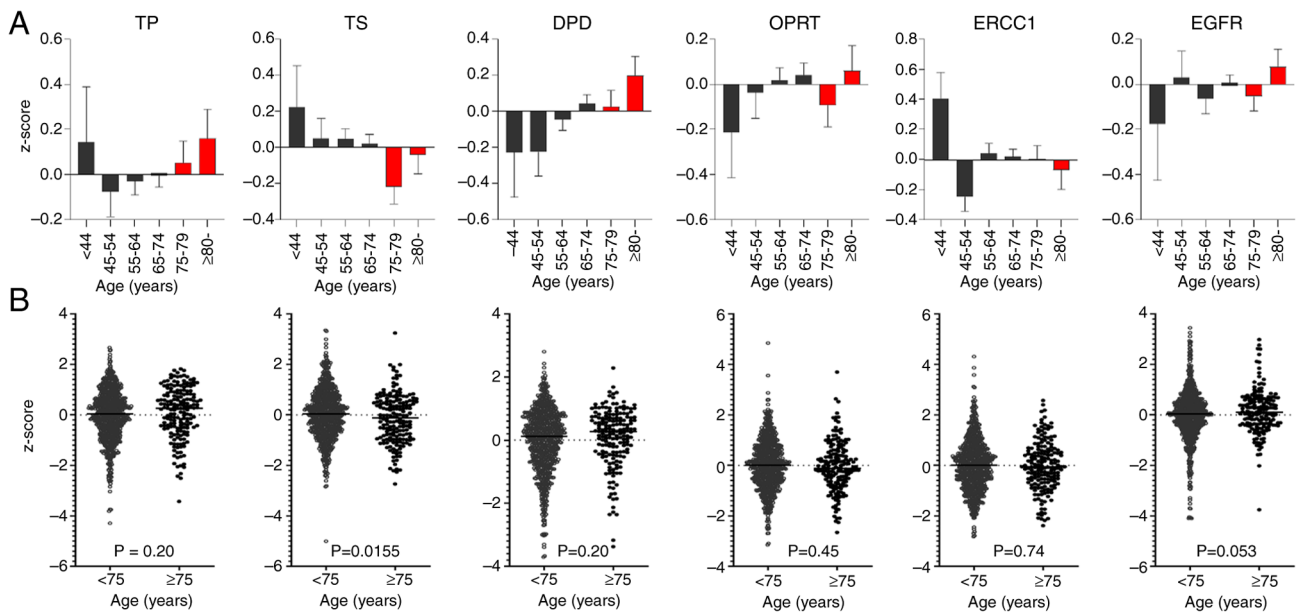 A
TP TS DPD OPRT ERCC1 EGFR
z-score
0.6 0.4 0.2 0.0 −0.2
<44 45-54 55-64 65-74 75-79 ≥80-
Age (years)
0.6 0.4 0.2 0.0 −0.2 −0.4
<44 45-54 55-64 65-74 75-79 ≥80-
Age (years)
0.4 0.2 0.0 −0.2 −0.4 −0.6
−44 45-54 55-64 65-74 75-79 ≥80-
Age (years)
0.2 0.0 −0.2 −0.4 −0.6
<44 45-54 55-64 65-74 75-79 ≥80-
Age (years)
0.8 0.6 0.4 0.2 0.0 −0.2 −0.4
<44 45-54 55-64 65-74 75-79 ≥80-
Age (years)
0.2 0.0 −0.2 −0.4 −0.6
<44 45-54 55-64 65-74 75-79 ≥80-
Age (years)
B
z-score
4 2 0 −2 −4 −6
P = 0.20
<75 ≥75
Age (years)
4 2 0 −2 −4 −6
P=0.0155
<75 ≥75
Age (years)
4 2 0 −2 −4
P=0.20
<75 ≥75
Age (years)
6 4 2 0 −2 −4
P=0.45
<75 ≥75
Age (years)
6 4 2 0 −2 −4
P=0.74
<75 ≥75
Age (years)
4 2 0 −2 −4 −6
P=0.053
<75 ≥75
Age (years)